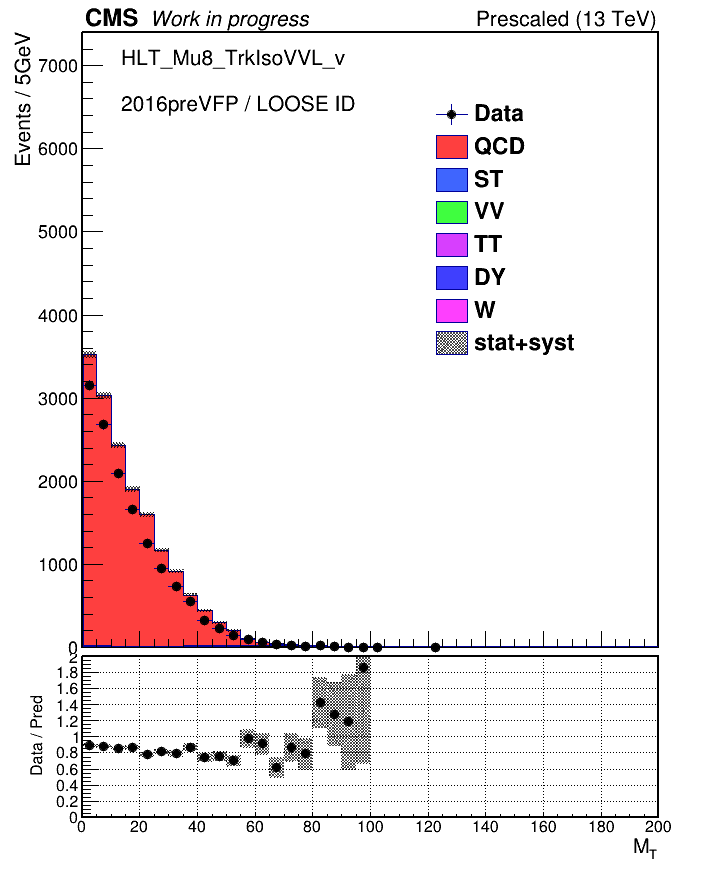 CMS Work in progress Prescaled (13 TeV)
Events / 5GeV
HLT_Mu8_TrkIsoVVL_v
2016preVFP / LOOSE ID
Data
QCD
ST
VV
TT
DY
W
stat+syst
7000
6000
5000
4000
3000
2000
1000
0
Data / Pred
2
1.8
1.6
1.4
1.2
1
0.8
0.6
0.4
0.2
0
0 20 40 60 80 100 120 140 160 180 200
M_T